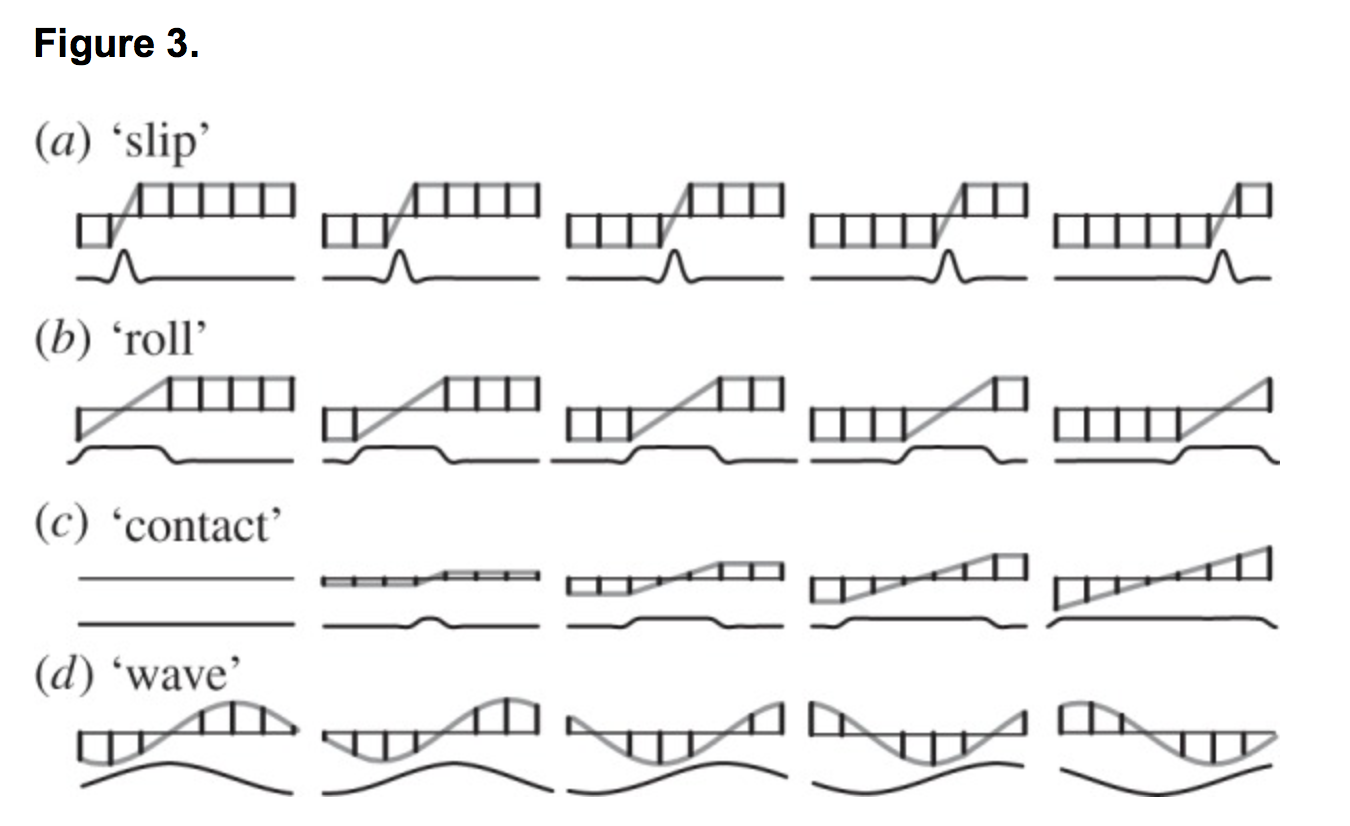 Figure 3.
(a) ‘slip’
(b) ‘roll’
(c) ‘contact’
(d) ‘wave’